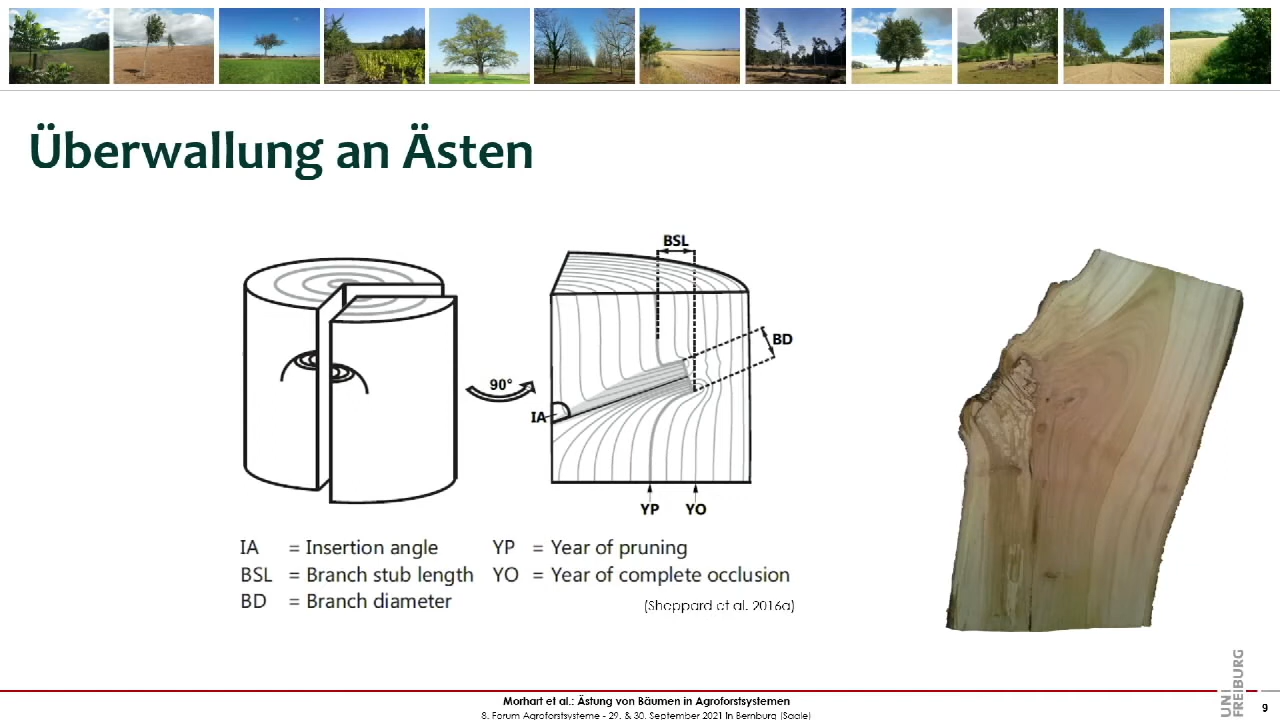 Überwallung an Ästen
BSL
BD
90°
IA
YP YO
IA = Insertion angle YP = Year of pruning
BSL = Branch stub length YO = Year of complete occlusion
BD = Branch diameter
(Sheppard et al. 2016a)
Morhart et al.: Ästung von Bäumen in Agroforstsystemen
8. Forum Agroforstsysteme - 29. & 30. September 2021 in Bernburg (Saale)
UNI
FREIBURG
9